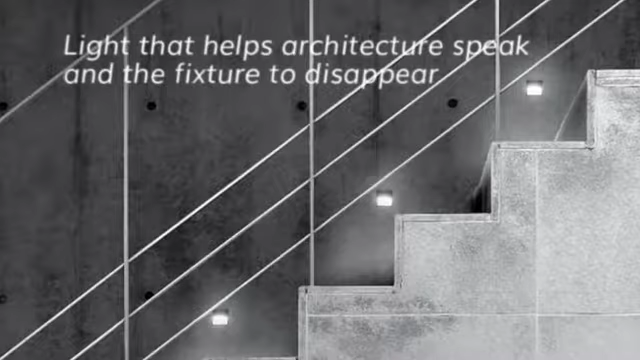 Light that helps architecture speak
and the fixture to disappear